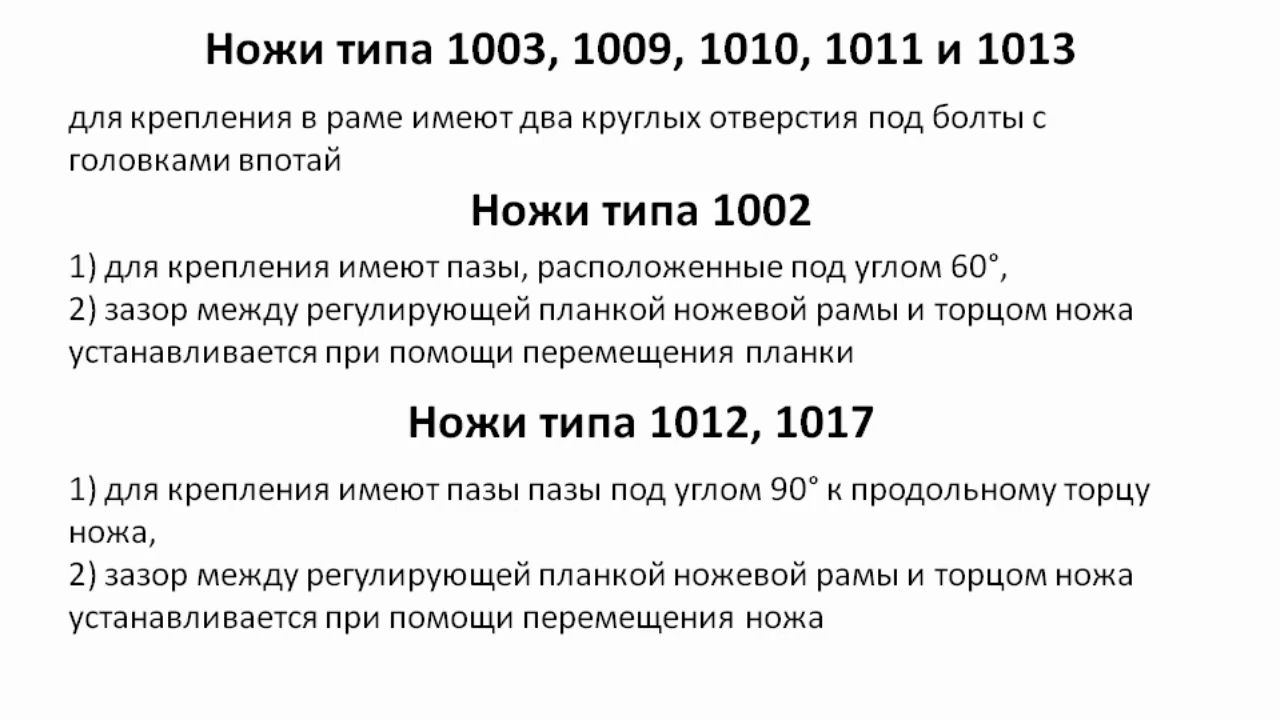 Ножи типа 1003, 1009, 1010, 1011 и 1013
для крепления в раме имеют два круглых отверстия под болты с
головками впотай
Ножи типа 1002
1) для крепления имеют пазы, расположенные под углом 60°,
2) зазор между регулирующей планкой ножевой рамы и торцом ножа
устанавливается при помощи перемещения планки
Ножи типа 1012, 1017
1) для крепления имеют пазы пазы под углом 90° к продольному торцу
ножа,
2) зазор между регулирующей планкой ножевой рамы и торцом ножа
устанавливается при помощи перемещения ножа